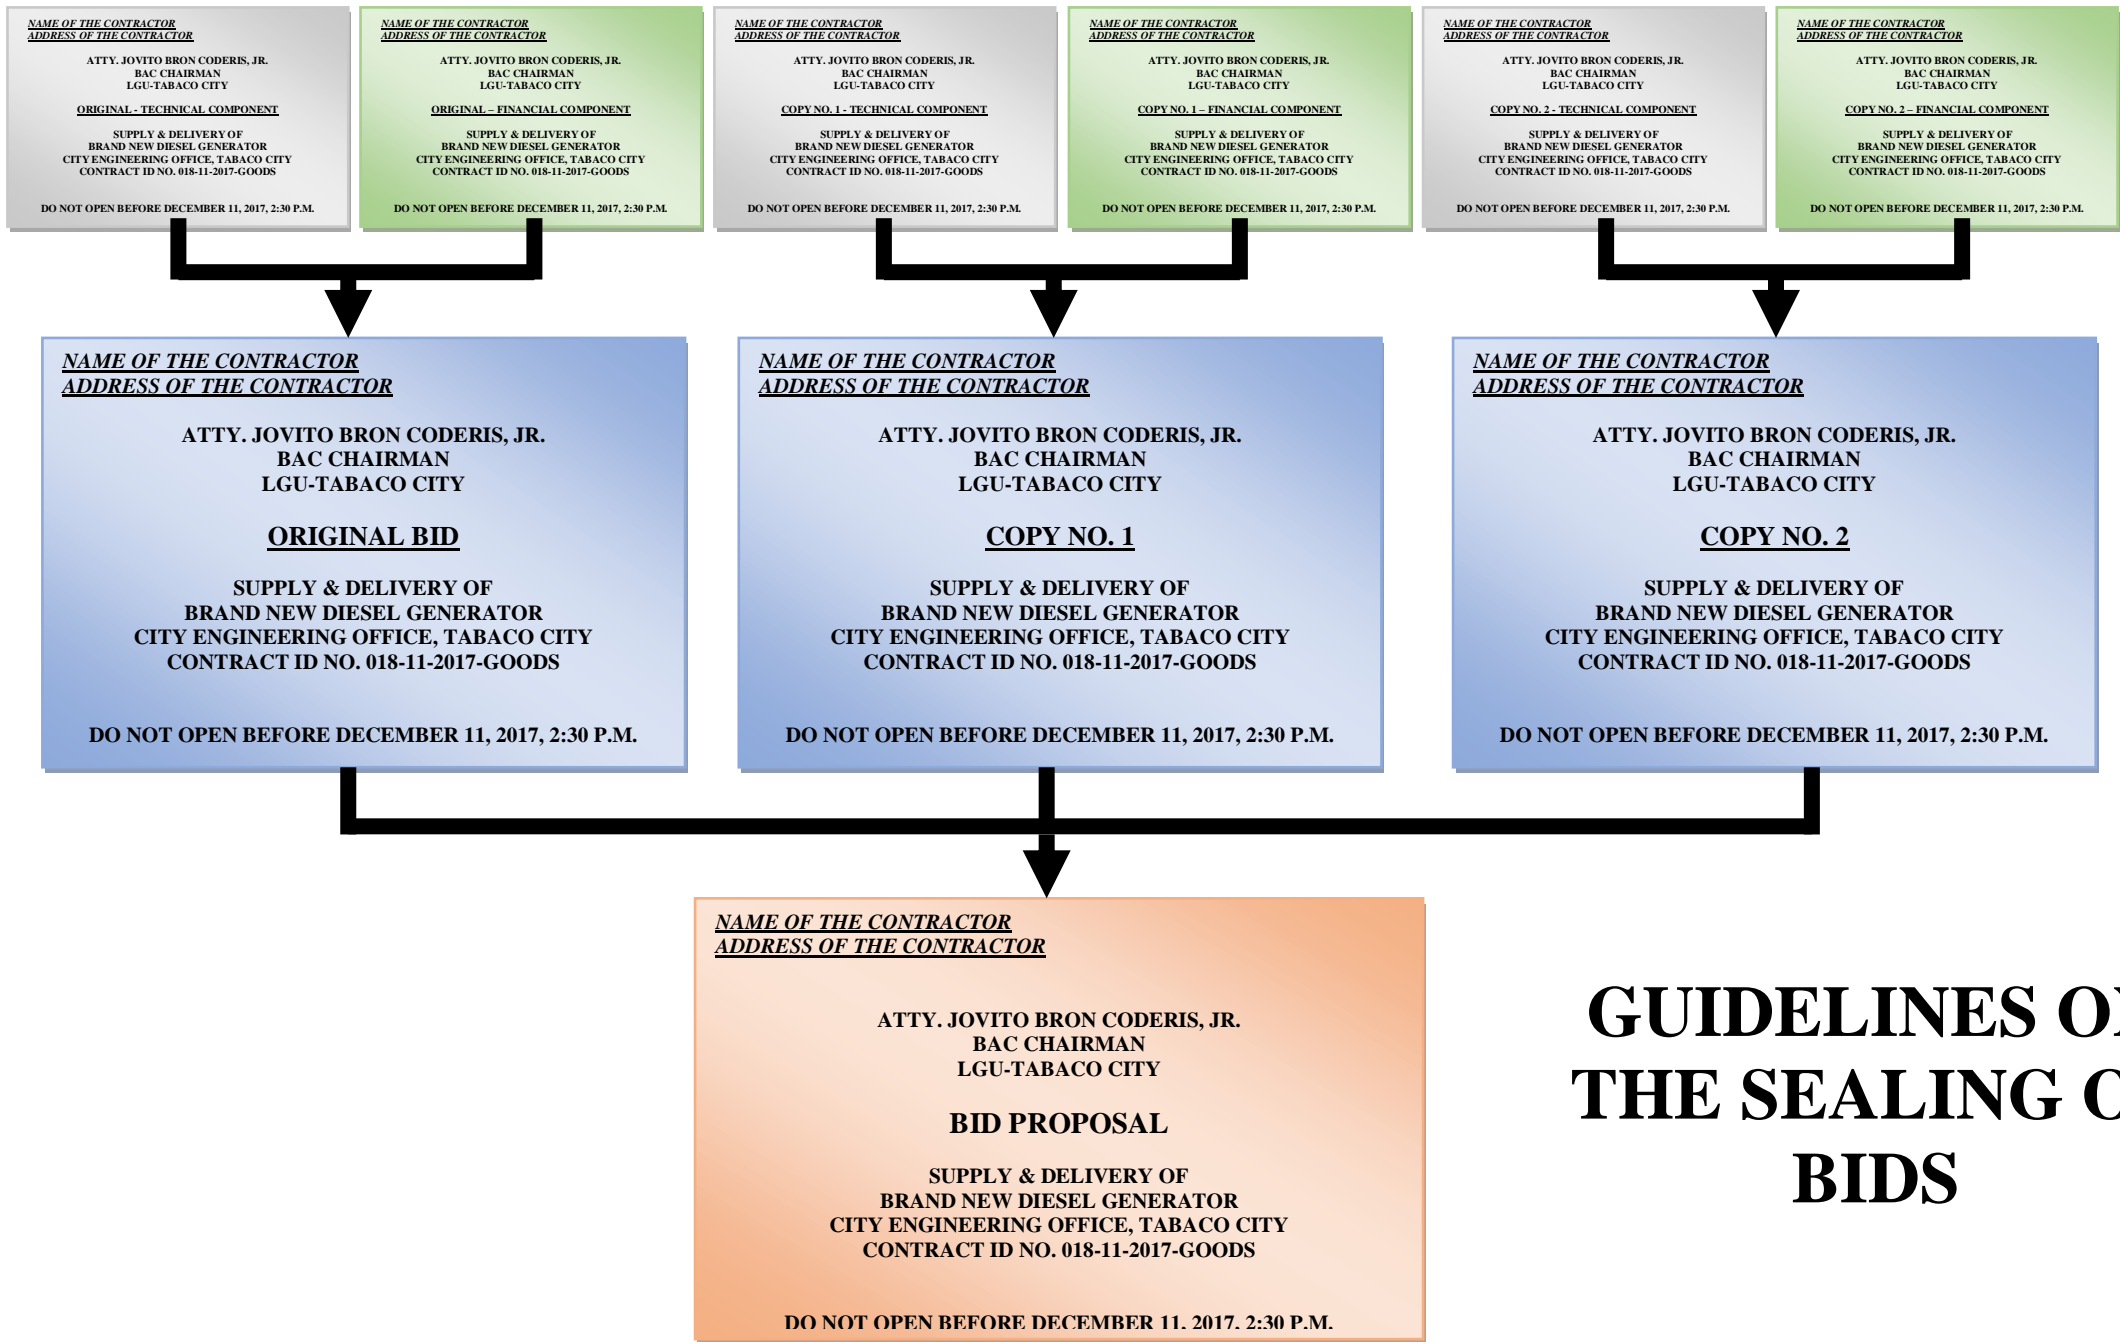 NAME OF THE CONTRACTOR
ADDRESS OF THE CONTRACTOR
ATTY. JOVITO BRON CODERIS, JR.
BAC CHAIRMAN
LGU-TABACO CITY
ORIGINAL - TECHNICAL COMPONENT
SUPPLY & DELIVERY OF
BRAND NEW DIESEL GENERATOR
CITY ENGINEERING OFFICE, TABACO CITY
CONTRACT ID NO. 018-11-2017-GOODS
DO NOT OPEN BEFORE DECEMBER 11, 2017, 2:30 P.M.
NAME OF THE CONTRACTOR
ADDRESS OF THE CONTRACTOR
ATTY. JOVITO BRON CODERIS, JR.
BAC CHAIRMAN
LGU-TABACO CITY
ORIGINAL – FINANCIAL COMPONENT
SUPPLY & DELIVERY OF
BRAND NEW DIESEL GENERATOR
CITY ENGINEERING OFFICE, TABACO CITY
CONTRACT ID NO. 018-11-2017-GOODS
DO NOT OPEN BEFORE DECEMBER 11, 2017, 2:30 P.M.
NAME OF THE CONTRACTOR
ADDRESS OF THE CONTRACTOR
ATTY. JOVITO BRON CODERIS, JR.
BAC CHAIRMAN
LGU-TABACO CITY
COPY NO. 1 - TECHNICAL COMPONENT
SUPPLY & DELIVERY OF
BRAND NEW DIESEL GENERATOR
CITY ENGINEERING OFFICE, TABACO CITY
CONTRACT ID NO. 018-11-2017-GOODS
DO NOT OPEN BEFORE DECEMBER 11, 2017, 2:30 P.M.
NAME OF THE CONTRACTOR
ADDRESS OF THE CONTRACTOR
ATTY. JOVITO BRON CODERIS, JR.
BAC CHAIRMAN
LGU-TABACO CITY
COPY NO. 1 – FINANCIAL COMPONENT
SUPPLY & DELIVERY OF
BRAND NEW DIESEL GENERATOR
CITY ENGINEERING OFFICE, TABACO CITY
CONTRACT ID NO. 018-11-2017-GOODS
DO NOT OPEN BEFORE DECEMBER 11, 2017, 2:30 P.M.
NAME OF THE CONTRACTOR
ADDRESS OF THE CONTRACTOR
ATTY. JOVITO BRON CODERIS, JR.
BAC CHAIRMAN
LGU-TABACO CITY
COPY NO. 2 - TECHNICAL COMPONENT
SUPPLY & DELIVERY OF
BRAND NEW DIESEL GENERATOR
CITY ENGINEERING OFFICE, TABACO CITY
CONTRACT ID NO. 018-11-2017-GOODS
DO NOT OPEN BEFORE DECEMBER 11, 2017, 2:30 P.M.
NAME OF THE CONTRACTOR
ADDRESS OF THE CONTRACTOR
ATTY. JOVITO BRON CODERIS, JR.
BAC CHAIRMAN
LGU-TABACO CITY
COPY NO. 2 – FINANCIAL COMPONENT
SUPPLY & DELIVERY OF
BRAND NEW DIESEL GENERATOR
CITY ENGINEERING OFFICE, TABACO CITY
CONTRACT ID NO. 018-11-2017-GOODS
DO NOT OPEN BEFORE DECEMBER 11, 2017, 2:30 P.M.
NAME OF THE CONTRACTOR
ADDRESS OF THE CONTRACTOR
ATTY. JOVITO BRON CODERIS, JR.
BAC CHAIRMAN
LGU-TABACO CITY
ORIGINAL BID
SUPPLY & DELIVERY OF
BRAND NEW DIESEL GENERATOR
CITY ENGINEERING OFFICE, TABACO CITY
CONTRACT ID NO. 018-11-2017-GOODS
DO NOT OPEN BEFORE DECEMBER 11, 2017, 2:30 P.M.
NAME OF THE CONTRACTOR
ADDRESS OF THE CONTRACTOR
ATTY. JOVITO BRON CODERIS, JR.
BAC CHAIRMAN
LGU-TABACO CITY
COPY NO. 1
SUPPLY & DELIVERY OF
BRAND NEW DIESEL GENERATOR
CITY ENGINEERING OFFICE, TABACO CITY
CONTRACT ID NO. 018-11-2017-GOODS
DO NOT OPEN BEFORE DECEMBER 11, 2017, 2:30 P.M.
NAME OF THE CONTRACTOR
ADDRESS OF THE CONTRACTOR
ATTY. JOVITO BRON CODERIS, JR.
BAC CHAIRMAN
LGU-TABACO CITY
COPY NO. 2
SUPPLY & DELIVERY OF
BRAND NEW DIESEL GENERATOR
CITY ENGINEERING OFFICE, TABACO CITY
CONTRACT ID NO. 018-11-2017-GOODS
DO NOT OPEN BEFORE DECEMBER 11, 2017, 2:30 P.M.
NAME OF THE CONTRACTOR
ADDRESS OF THE CONTRACTOR
ATTY. JOVITO BRON CODERIS, JR.
BAC CHAIRMAN
LGU-TABACO CITY
BID PROPOSAL
SUPPLY & DELIVERY OF
BRAND NEW DIESEL GENERATOR
CITY ENGINEERING OFFICE, TABACO CITY
CONTRACT ID NO. 018-11-2017-GOODS
DO NOT OPEN BEFORE DECEMBER 11, 2017, 2:30 P.M.
GUIDELINES
THE SEALING
BIDS